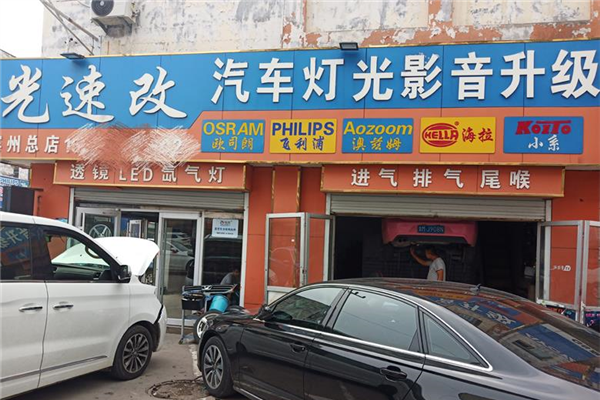 光速改 汽车灯光影音升级
州总店
OSRAM
欧司朗
PHILIPS
飞利浦
Aozoom
澳兹姆
HELLA 海拉
KOITO
小系
透镜LED氙气灯
进气排气尾喉